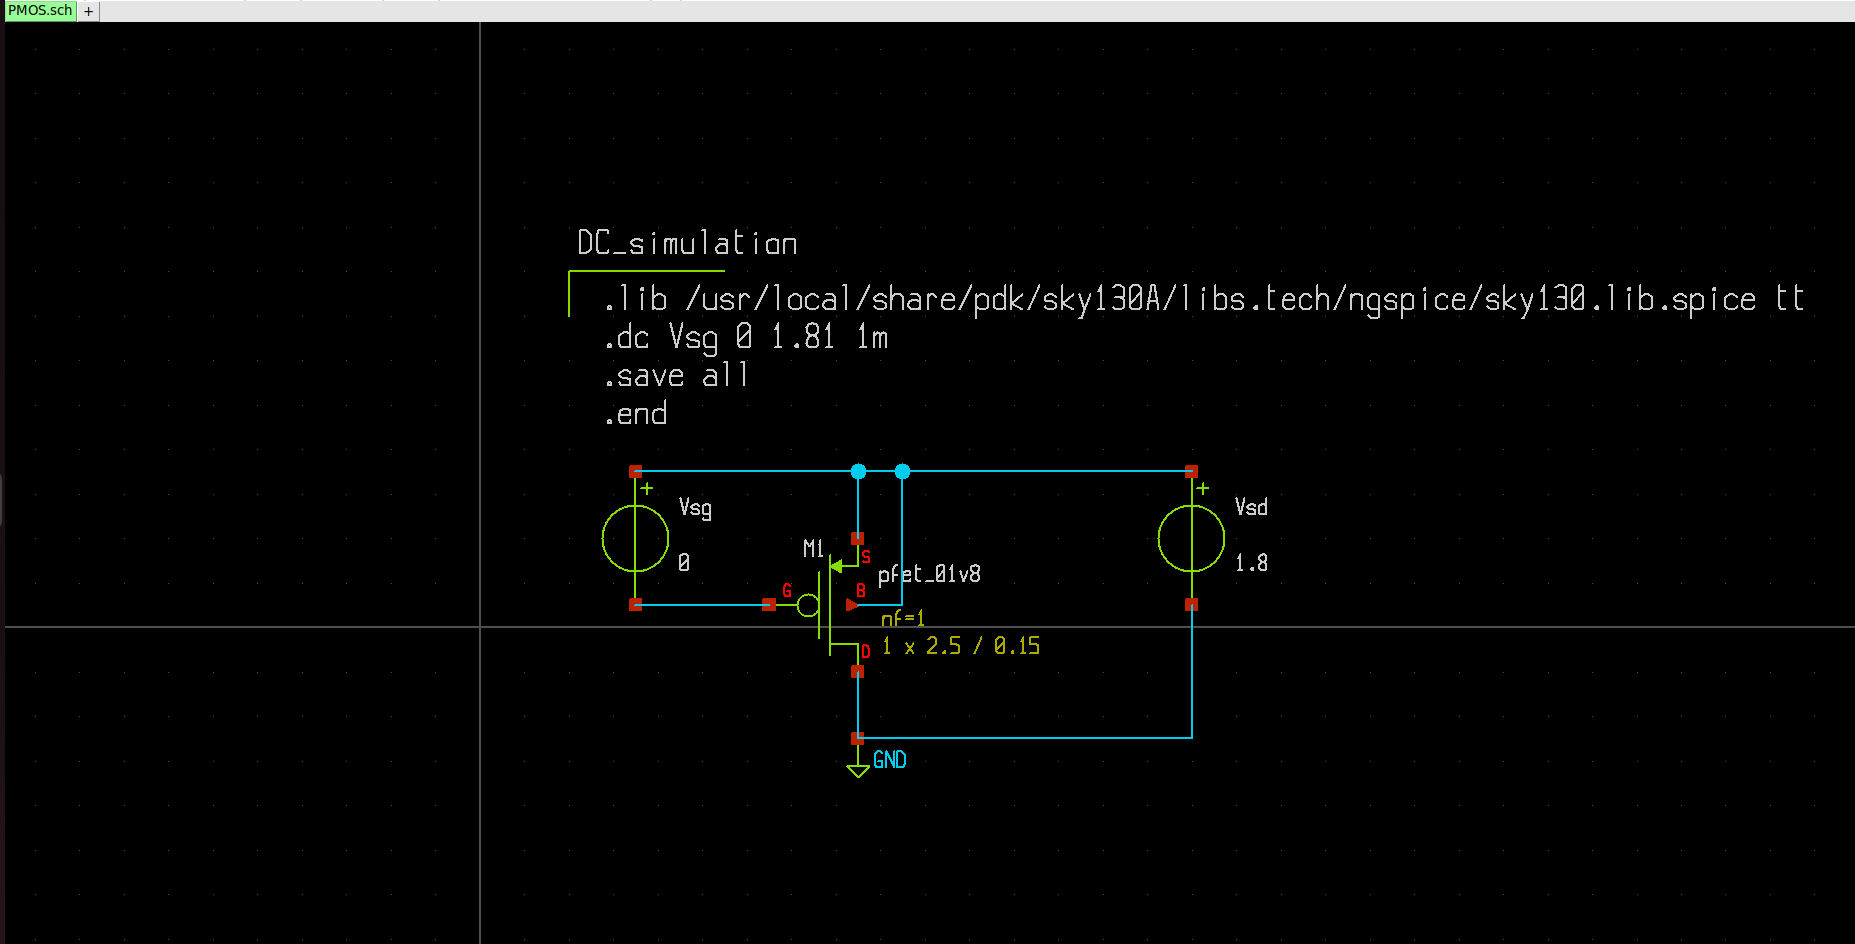 PMOS.sch +
DC_simulation
.lib /usr/local/share/pdk/sky130A/libs.tech/ngspice/sky130.lib.spice tt
.dc Vsg 0 1.81 1m
.save all
.end
+
Vsg
0
+
Vsd
1.8
M1
S
pfet_01v8
G
B
nf=1
D
1 x 2.5 / 0.15
GND